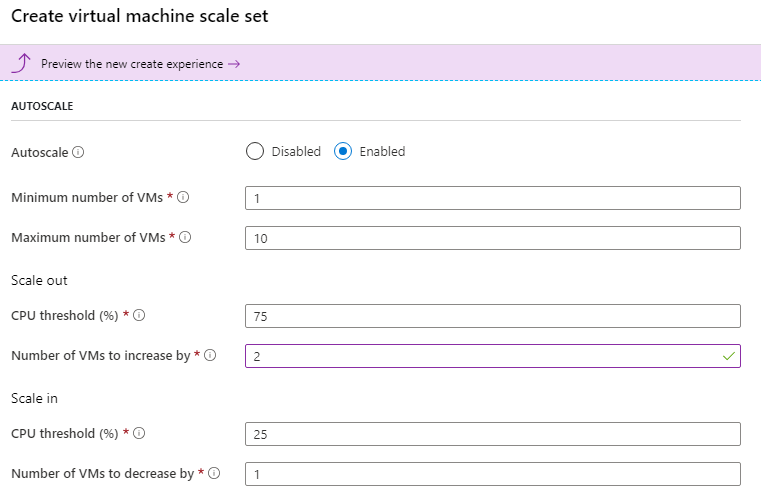 Create virtual machine scale set
Preview the new create experience →
AUTOSCALE
Autoscale Disabled Enabled
Minimum number of VMs * 1
Maximum number of VMs * 10
Scale out
CPU threshold (%) * 75
Number of VMs to increase by * 2
Scale in
CPU threshold (%) * 25
Number of VMs to decrease by * 1